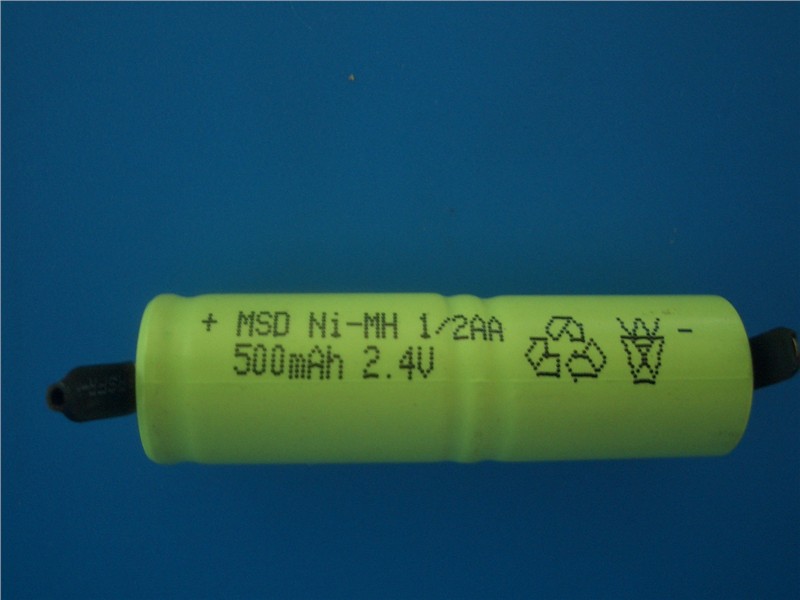 + MSD Ni-MH 1/2AA -
500mAh 2.4V